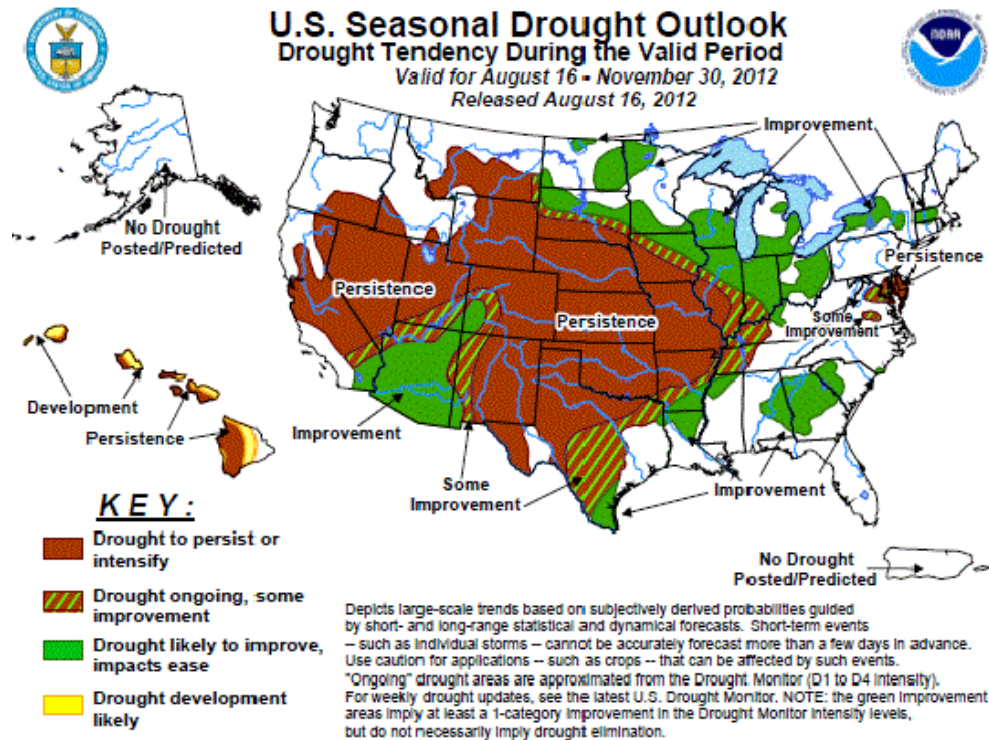 U.S. Seasonal Drought Outlook
Drought Tendency During the Valid Period
Valid for August 16 - November 30, 2012
Released August 16, 2012
NOAA
Improvement
No Drought
Posted/Predicted
Persistence
Persistence
Persistence
Some
Improvement
Development
Persistence
Improvement
Some
Improvement
Improvement
No Drought
Posted/Predicted
KEY:
Drought to persist or
intensify
Drought ongoing, some
improvement
Drought likely to improve,
impacts ease
Drought development
likely
Depicts large-scale trends based on subjectively derived probabilities guided
by short- and long-range statistical and dynamical forecasts. Short-term events
-- such as individual storms -- cannot be accurately forecast more than a few days in advance.
Use caution for applications -- such as crops -- that can be affected by such events.
"Ongoing" drought areas are approximated from the Drought Monitor (D1 to D4 intensity).
For weekly drought updates, see the latest U.S. Drought Monitor. NOTE: the green improvement
areas imply at least a 1-category improvement in the Drought Monitor intensity levels,
but do not necessarily imply drought elimination.